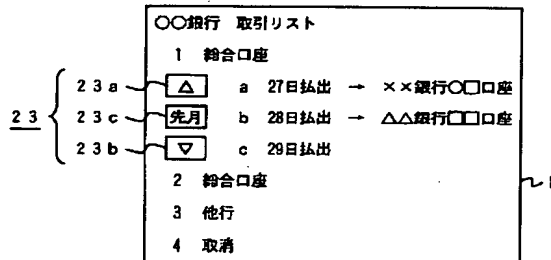 ○○銀行 取引リスト
1 総合口座
23a △ a 27日払出 → ××銀行○□口座
23 23c 先月 b 28日払出 → △△銀行□□口座
23b ▽ c 29日払出
2 総合口座
3 他行
4 取消